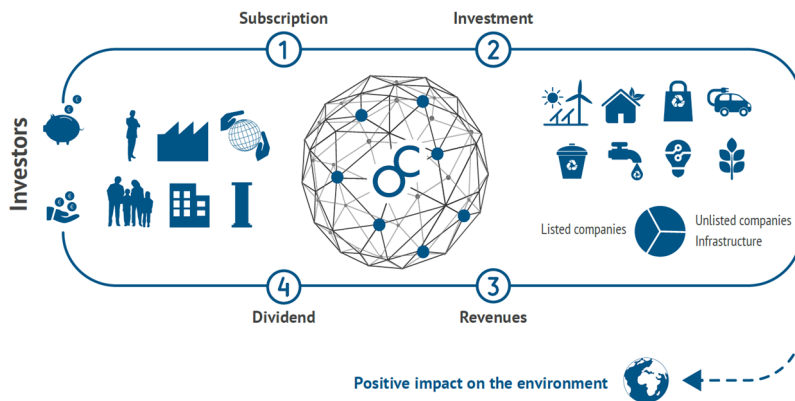 Subscription
Investment
1
2
Investors
Listed companies
Unlisted companies
Infrastructure
4
3
Dividend
Revenues
Positive impact on the environment